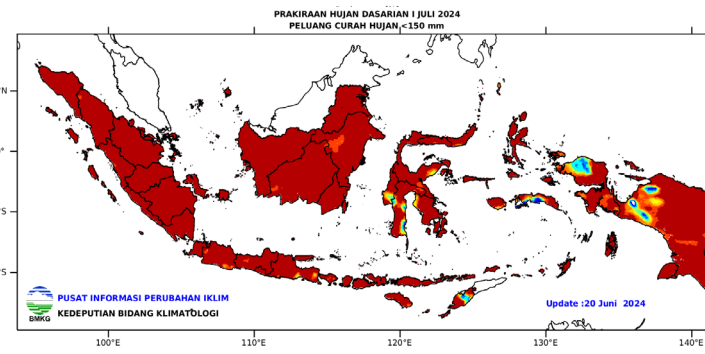 PRAKIRAAN HUJAN DASARIAN I JULI 2024
PELUANG CURAH HUJAN <150 mm
°N
°
°S
°S
PUSAT INFORMASI PERUBAHAN IKLIM
KEDEPUTIAN BIDANG KLIMATOLOGI
BMKG
Update :20 Juni 2024
100°E 110°E 120°E 130°E 140°E